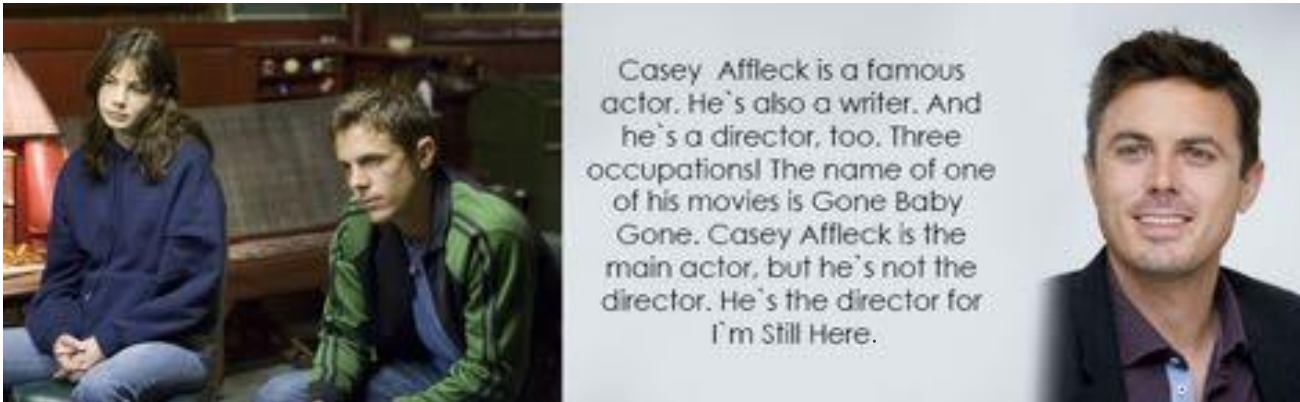 Casey Affleck is a famous
actor. He`s also a writer. And
he`s a director, too. Three
occupations! The name of one
of his movies is Gone Baby
Gone. Casey Affleck is the
main actor, but he`s not the
director. He`s the director for
I`m Still Here.